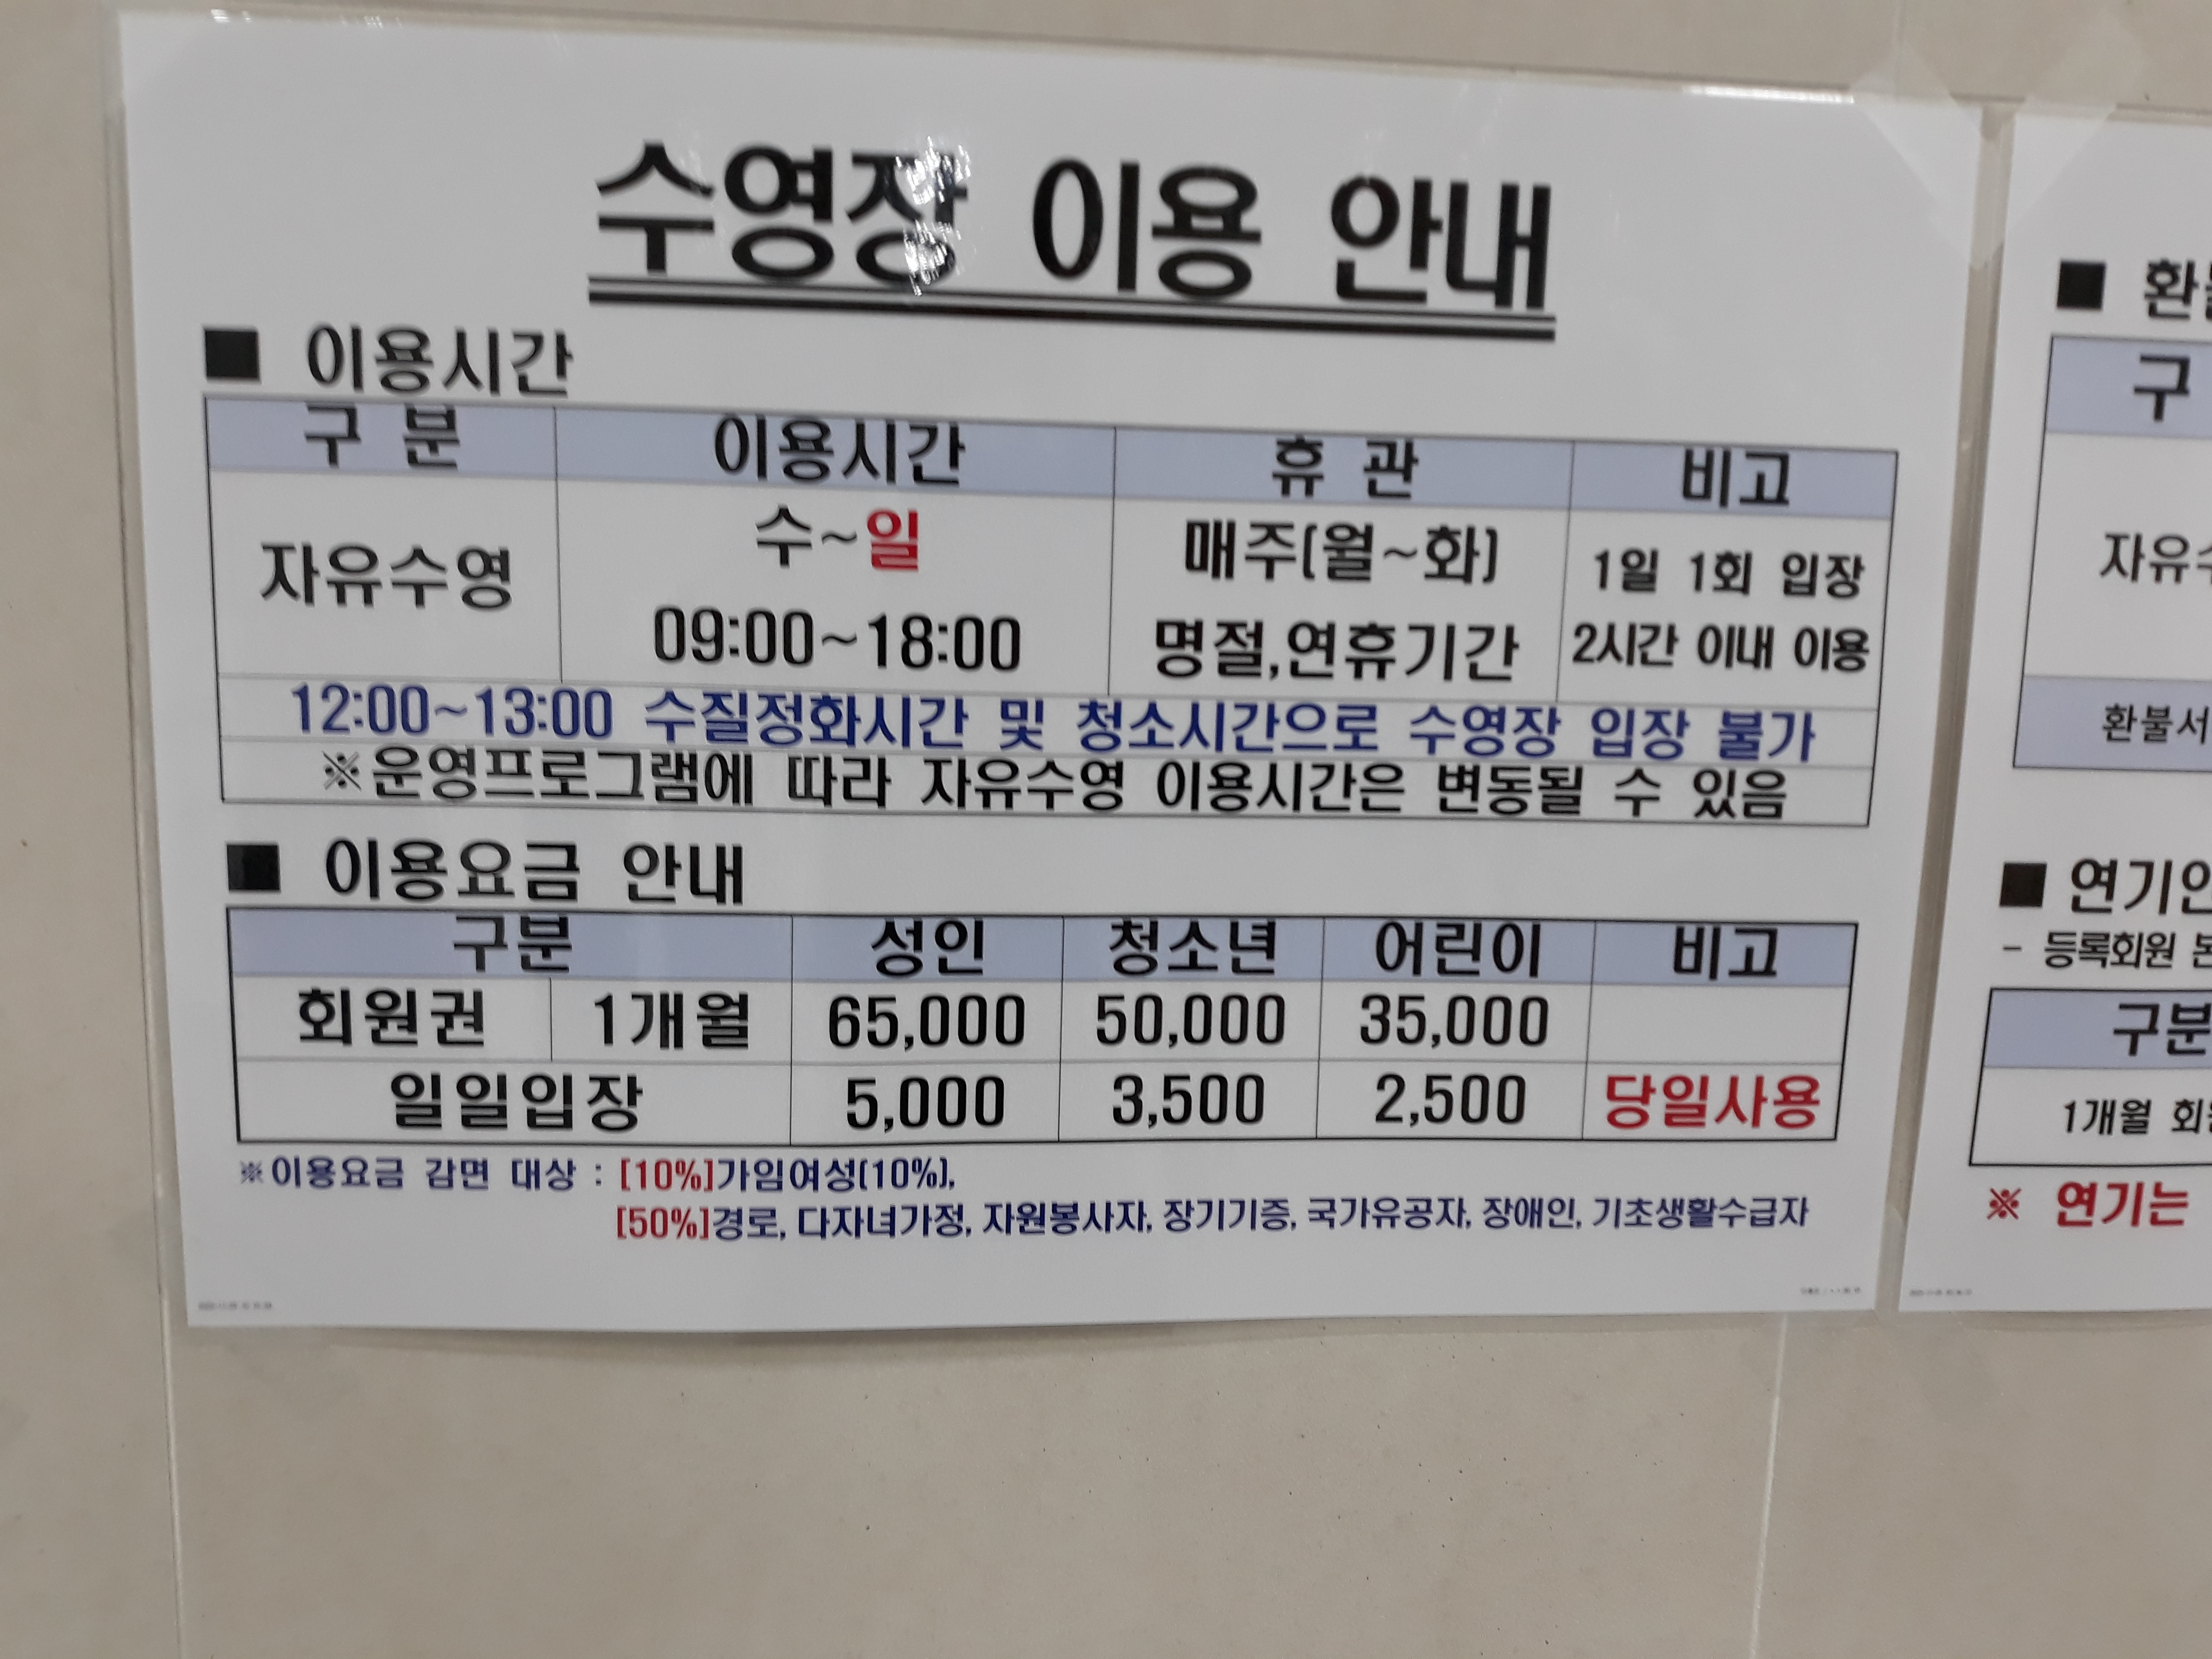 수영장 이용 안내
■ 이용시간
구 분 이용시간 휴 관 비고
자유수영
수~일
09:00~18:00
매주(월~화)
명절,연휴기간
1일 1회 입장
2시간 이내 이용
12:00~13:00 수질정화시간 및 청소시간으로 수영장 입장 불가
※운영프로그램에 따라 자유수영 이용시간은 변동될 수 있음
■ 이용요금 안내
구분 성인 청소년 어린이 비고
회원권 1개월 65,000 50,000 35,000
일일입장 5,000 3,500 2,500 당일사용
※이용요금 감면 대상 : [10%]가임여성(10%),
[50%]경로, 다자녀가정, 자원봉사자, 장기기증, 국가유공자, 장애인, 기초생활수급자
■ 환
구
자유
환불서
■ 연기
- 등록회원 본
구분
1개월 회
※ 연기는